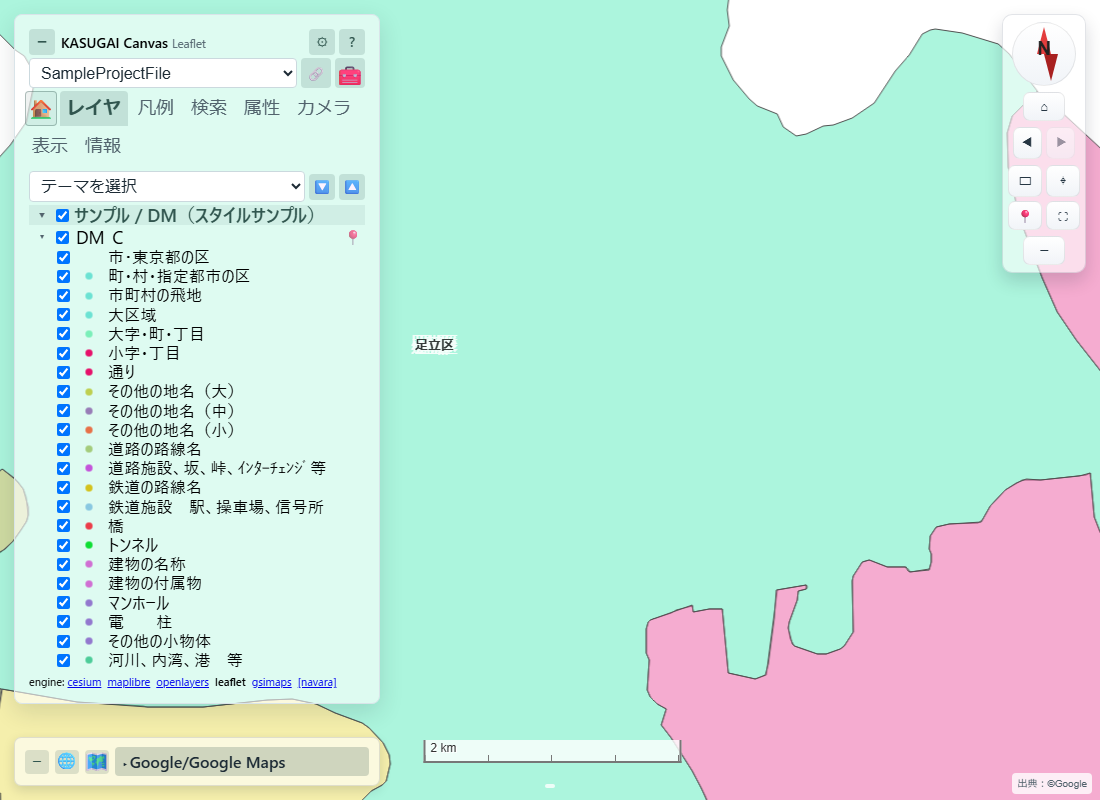 − KASUGAI Canvas Leaflet ?
SampleProjectFile
レイヤ 凡例 検索 属性 カメラ
表示 情報
テーマを選択
サンプル / DM（スタイルサンプル）
DM C
市・東京都の区
町・村・指定都市の区
市町村の飛地
大区域
大字・町・丁目
小字・丁目
通り
その他の地名（大）
その他の地名（中）
その他の地名（小）
道路の路線名
道路施設、坂、峠、ｲﾝﾀｰﾁｪﾝｼﾞ等
鉄道の路線名
鉄道施設　駅、操車場、信号所
橋
トンネル
建物の名称
建物の付属物
マンホール
電　　柱
その他の小物体
河川、内湾、港　等
engine: cesium maplibre openlayers leaflet gsimaps [navara]
− Google/Google Maps
足立区
2 km
N
−
出典：©Google